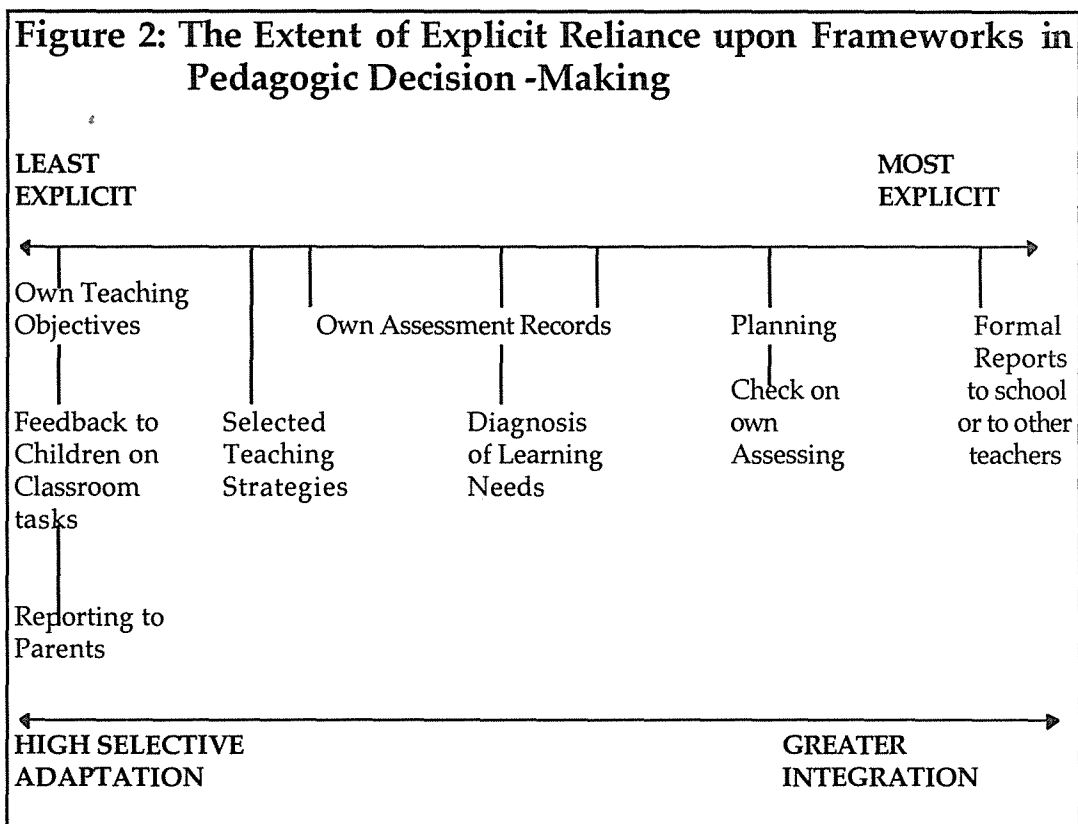 Figure 2: The Extent of Explicit Reliance upon Frameworks in
Pedagogic Decision -Making
LEAST
EXPLICIT
MOST
EXPLICIT
Own Teaching
Objectives
Own Assessment Records
Planning
Formal
Reports
to school
or to other
teachers
Check on
own
Assessing
Feedback to
Children on
Classroom
tasks
Selected
Teaching
Strategies
Diagnosis
of Learning
Needs
Reporting to
Parents
HIGH SELECTIVE
ADAPTATION
GREATER
INTEGRATION